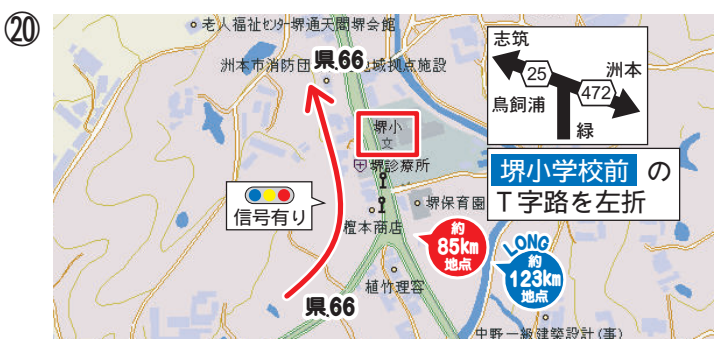 ⑳
老人福祉センター堺通天閣堺会館
洲本市消防団
地域拠点施設
県.66
堺小
文
堺診療所
信号有り
檀本商店
堺保育園
植竹理容
県.66
中野一級建築設計(事)
約
85km
地点
LONG
約
123km
地点
志筑
25
洲本
472
鳥飼浦
緑
堺小学校前 の
T字路を左折